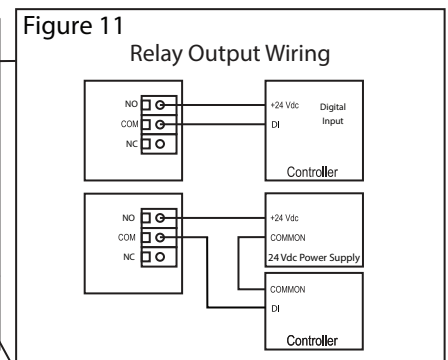 Figure 11
Relay Output Wiring
NO
COM
NC
+24 Vdc
DI
Digital
Input
Controller
NO
COM
NC
+24 Vdc
COMMON
24 Vdc Power Supply
COMMON
DI
Controller